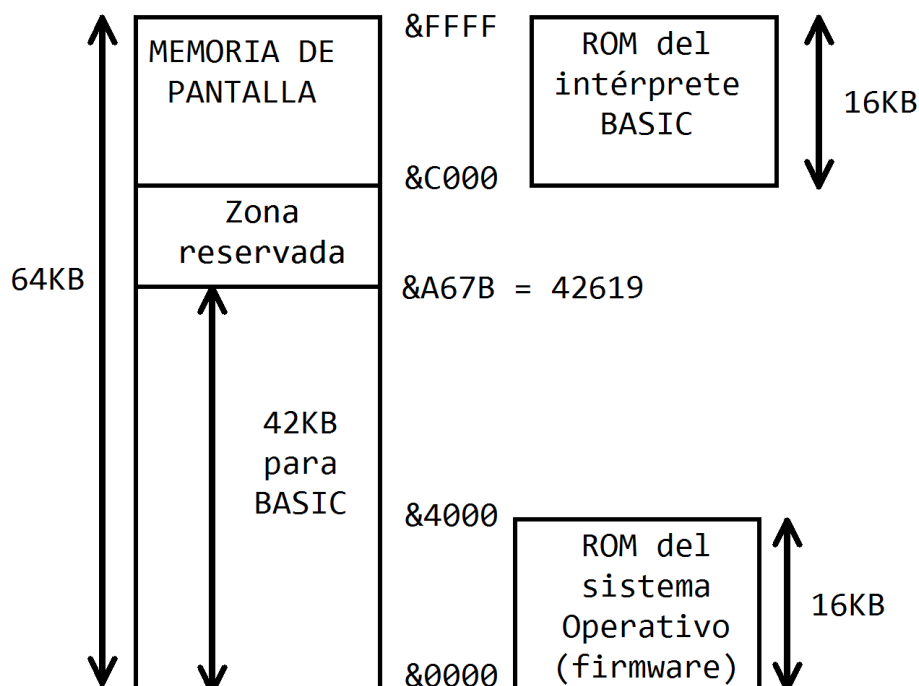 64KB
MEMORIA DE
PANTALLA
Zona
reservada
42KB
para
BASIC
&FFFF
&C000
&A67B = 42619
&4000
&0000
ROM del
intérprete
BASIC
16KB
ROM del
sistema
Operativo
(firmware)
16KB